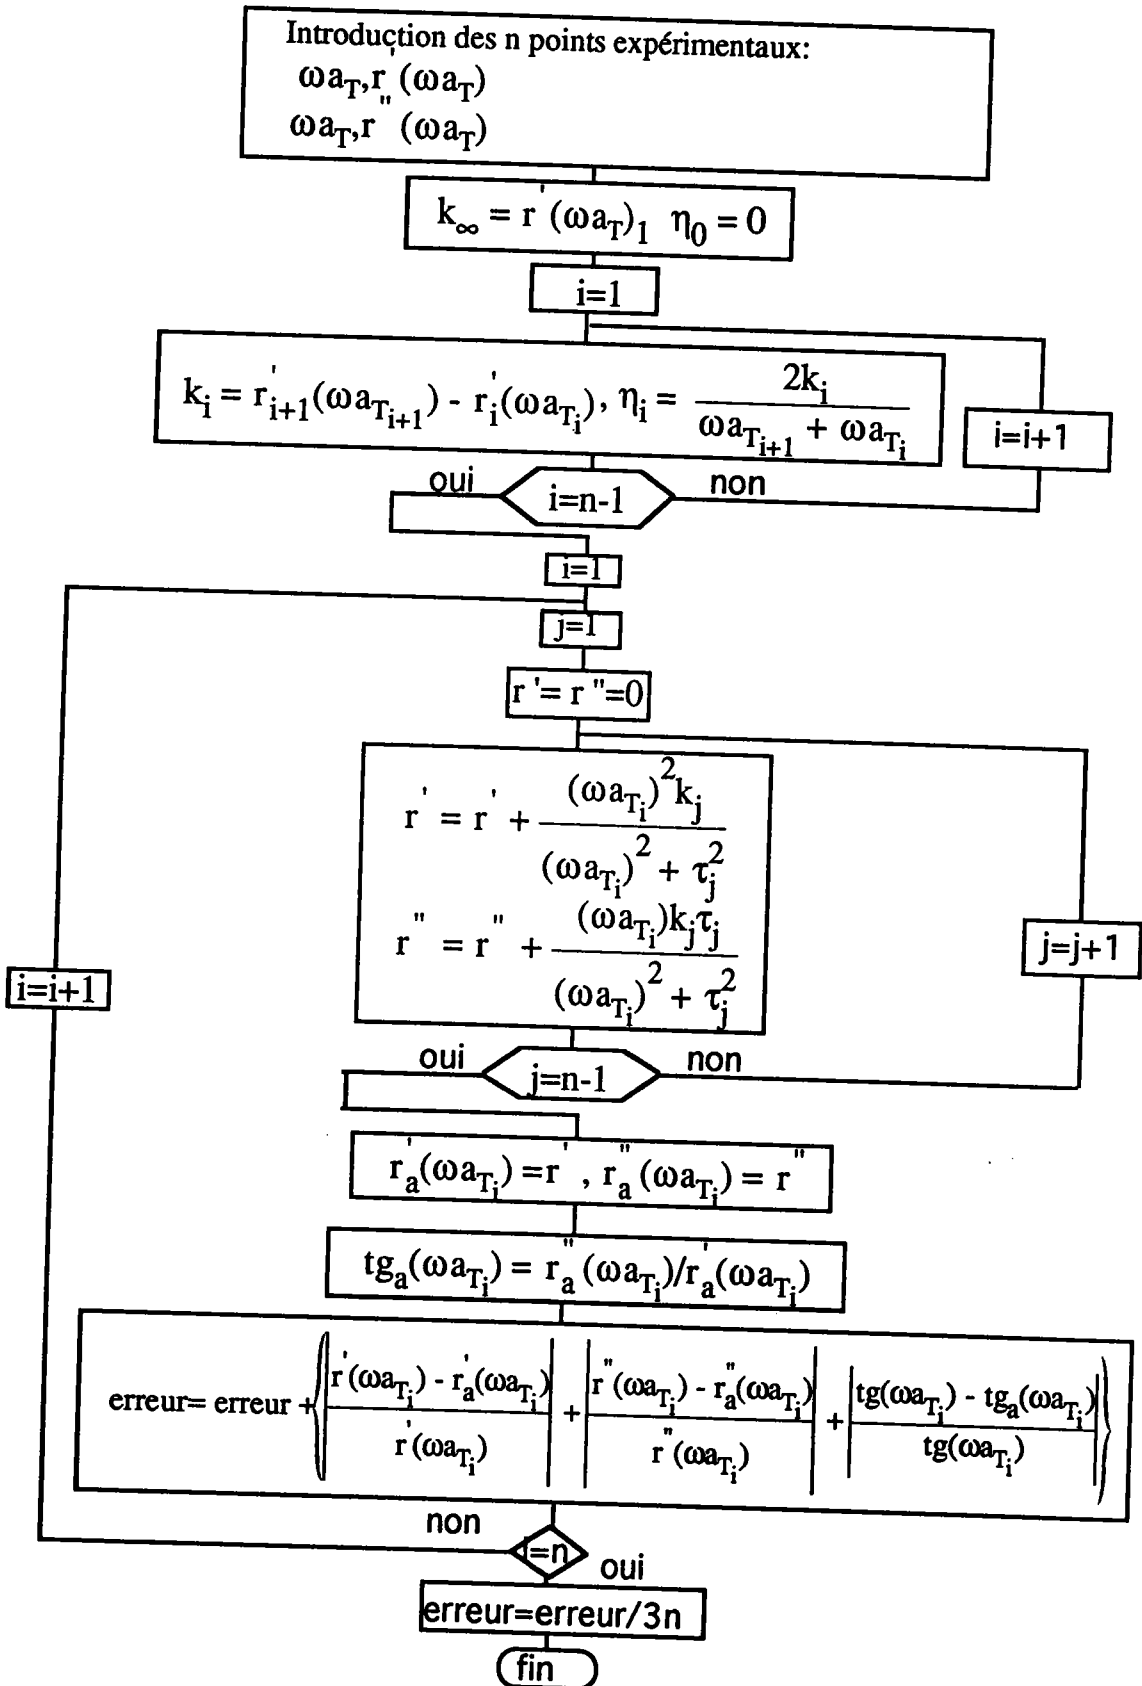 Introduction des n points expérimentaux:
ωa_T, r'(ωa_T)
ωa_T, r''(ωa_T)
k_∞ = r'(ωa_T)_1 η_0 = 0
i=1
k_i = r'_{i+1}(ωa_{T_{i+1}}) - r'_i(ωa_{T_i}), η_i = 2k_i / (ωa_{T_{i+1}} + ωa_{T_i})
i=i+1
oui
i=n-1
non
i=1
j=1
r'= r''=0
r' = r' + (ωa_{T_i})^2 k_j / ((ωa_{T_i})^2 + τ_j^2)
r'' = r'' + (ωa_{T_i})k_jτ_j / ((ωa_{T_i})^2 + τ_j^2)
j=j+1
i=i+1
oui
j=n-1
non
r'_a(ωa_{T_i}) = r' , r''_a(ωa_{T_i}) = r''
tg_a(ωa_{T_i}) = r''_a(ωa_{T_i})/r'_a(ωa_{T_i})
erreur= erreur +{|(r'(ωa_{T_i}) - r'_a(ωa_{T_i})) / r'(ωa_{T_i})| + |(r''(ωa_{T_i}) - r''_a(ωa_{T_i})) / r''(ωa_{T_i})| + |(tg(ωa_{T_i}) - tg_a(ωa_{T_i})) / tg(ωa_{T_i})|}
non
i=n
oui
erreur=erreur/3n
fin